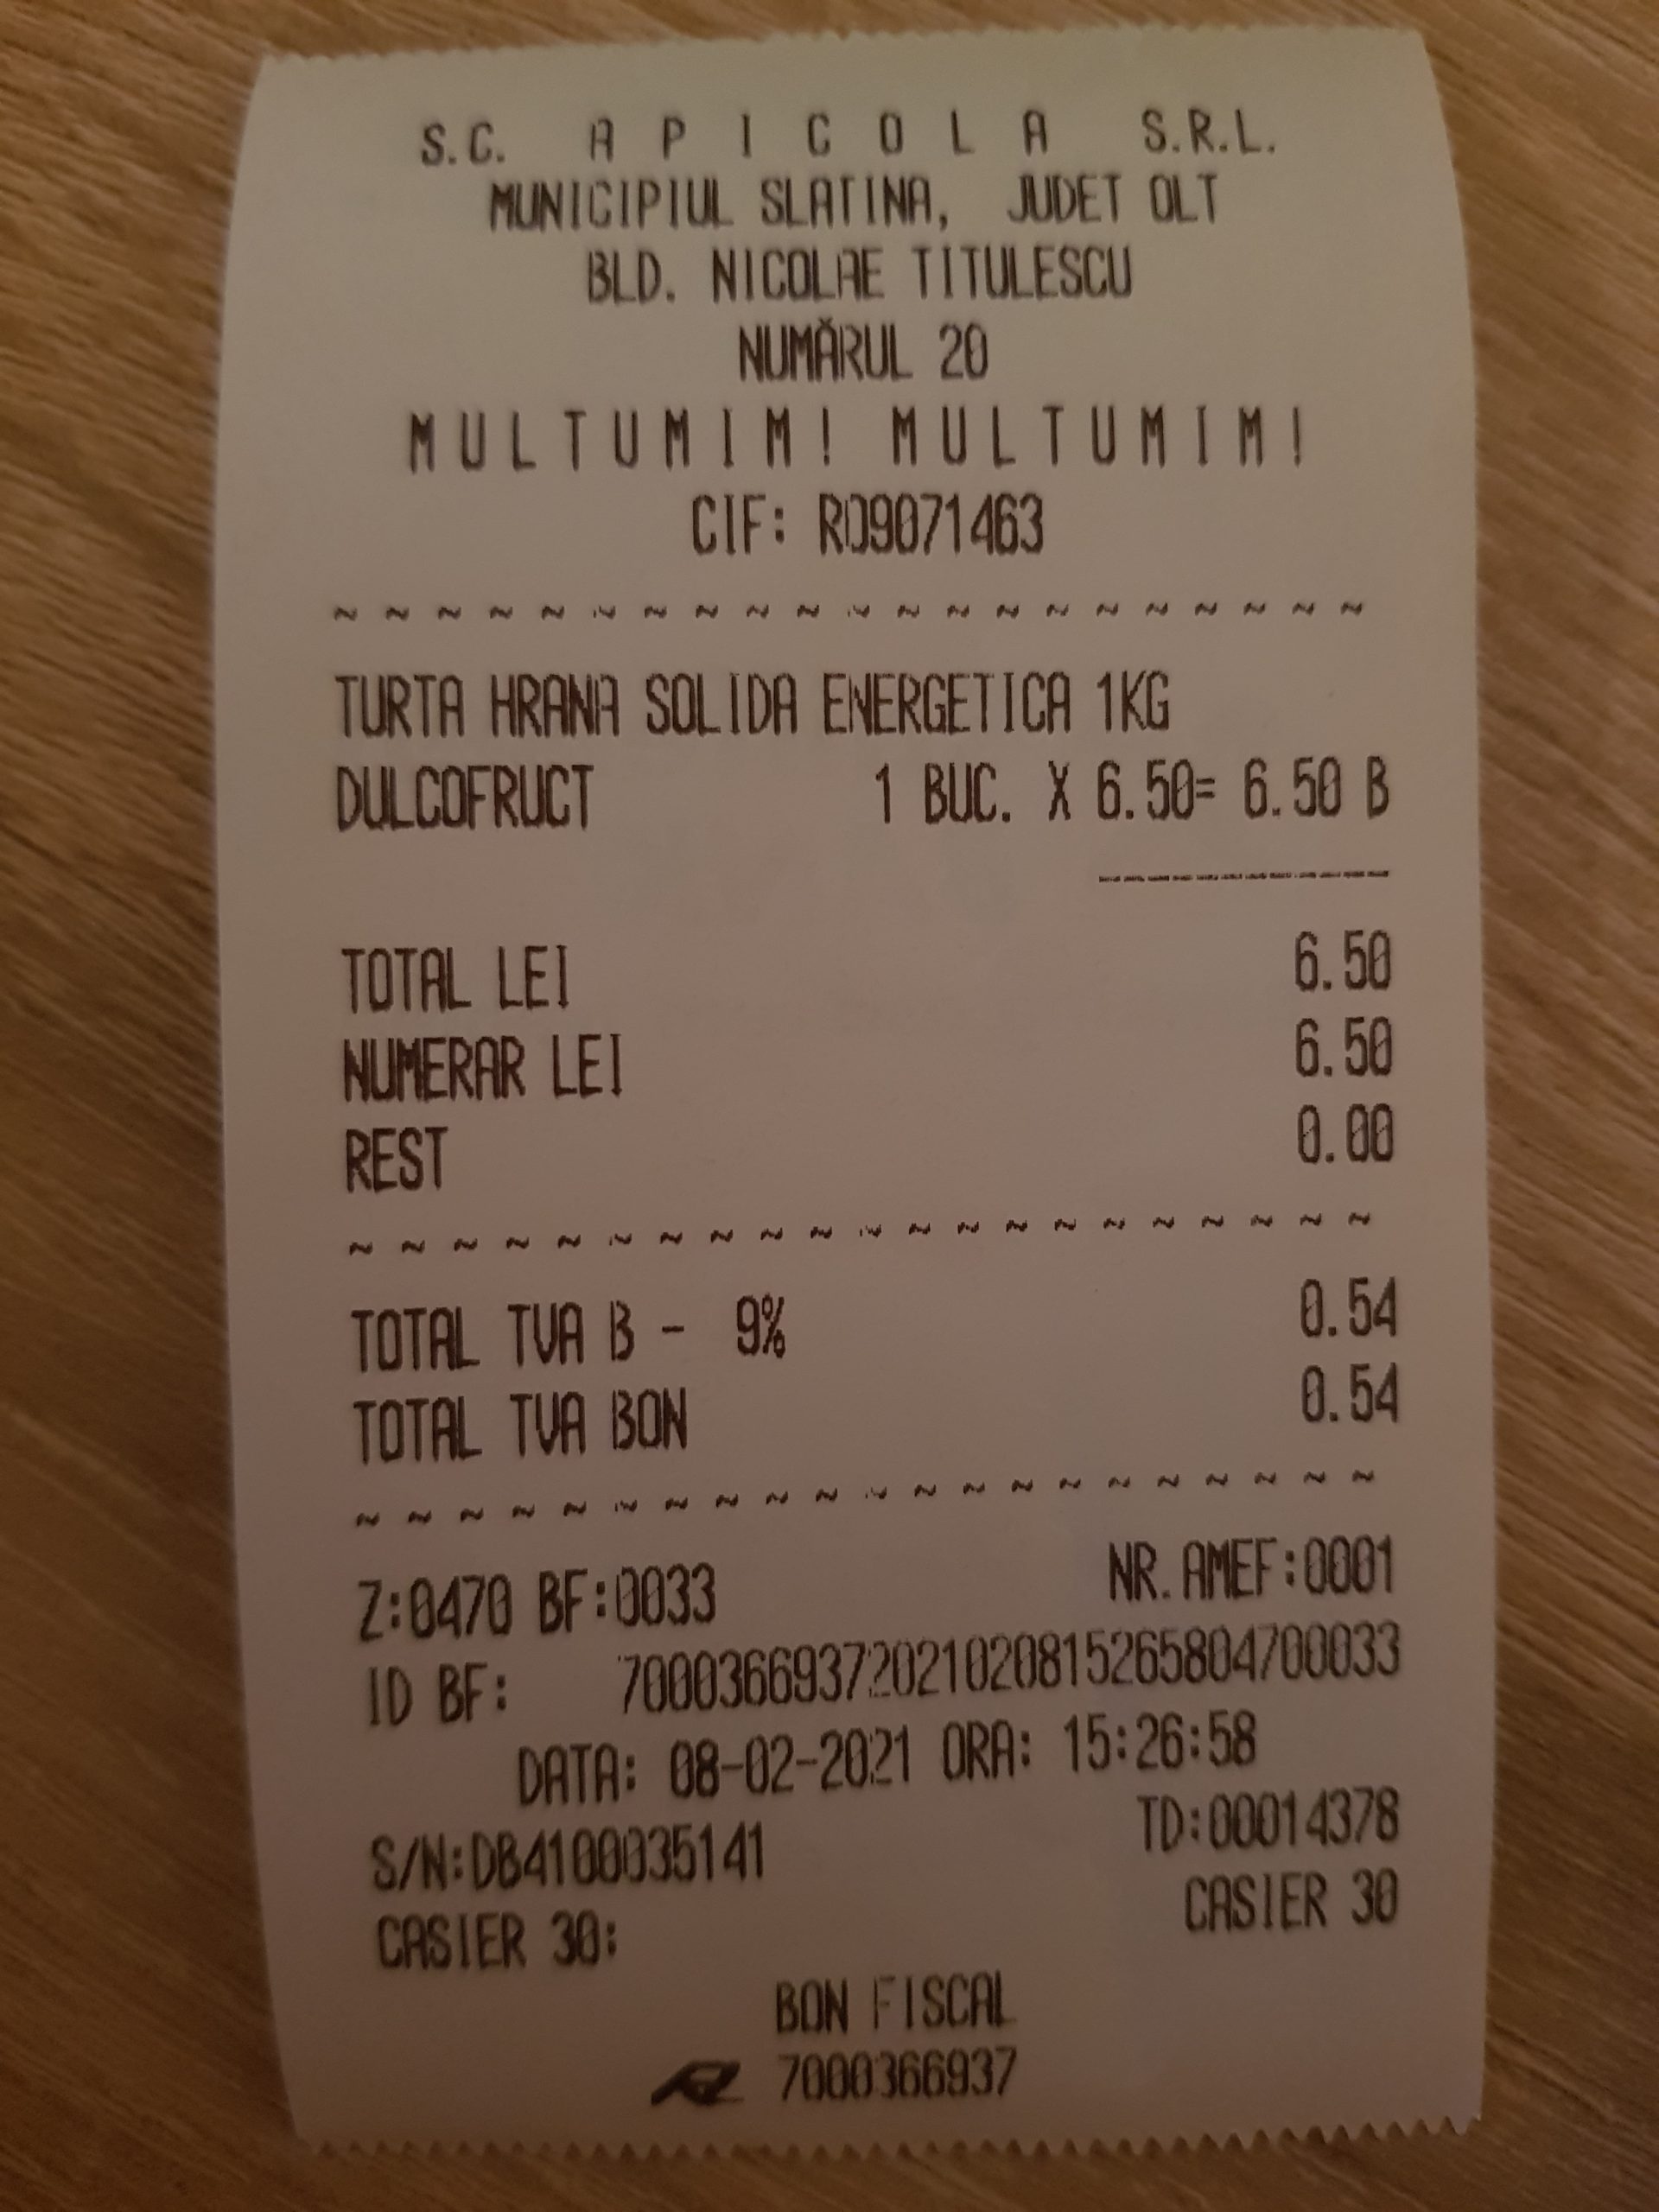 S.C. A P I C O L A S.R.L.
MUNICIPIUL SLATINA, JUDET OLT
BLD. NICOLAE TITULESCU
NUMĂRUL 20
M U L T U M I M ! M U L T U M I M !
CIF: RO9071463
~ ~ ~ ~ ~ ~ ~ ~ ~ ~ ~ ~ ~ ~ ~ ~ ~ ~ ~ ~ ~
TURTA HRANA SOLIDA ENERGETICA 1KG
DULCOFRUCT 1 BUC. X 6.50= 6.50 B
------------
TOTAL LEI 6.50
NUMERAR LEI 6.50
REST 0.00
~ ~ ~ ~ ~ ~ ~ ~ ~ ~ ~ ~ ~ ~ ~ ~ ~ ~ ~ ~ ~
TOTAL TVA B - 9% 0.54
TOTAL TVA BON 0.54
~ ~ ~ ~ ~ ~ ~ ~ ~ ~ ~ ~ ~ ~ ~ ~ ~ ~ ~ ~ ~
Z:0470 BF:0033 NR.AMEF:0001
ID BF: 70003669372021020815265804700033
DATA: 08-02-2021 ORA: 15:26:58
S/N:DB4100035141 TD:00014378
CASIER 30: CASIER 30
BON FISCAL
7000366937